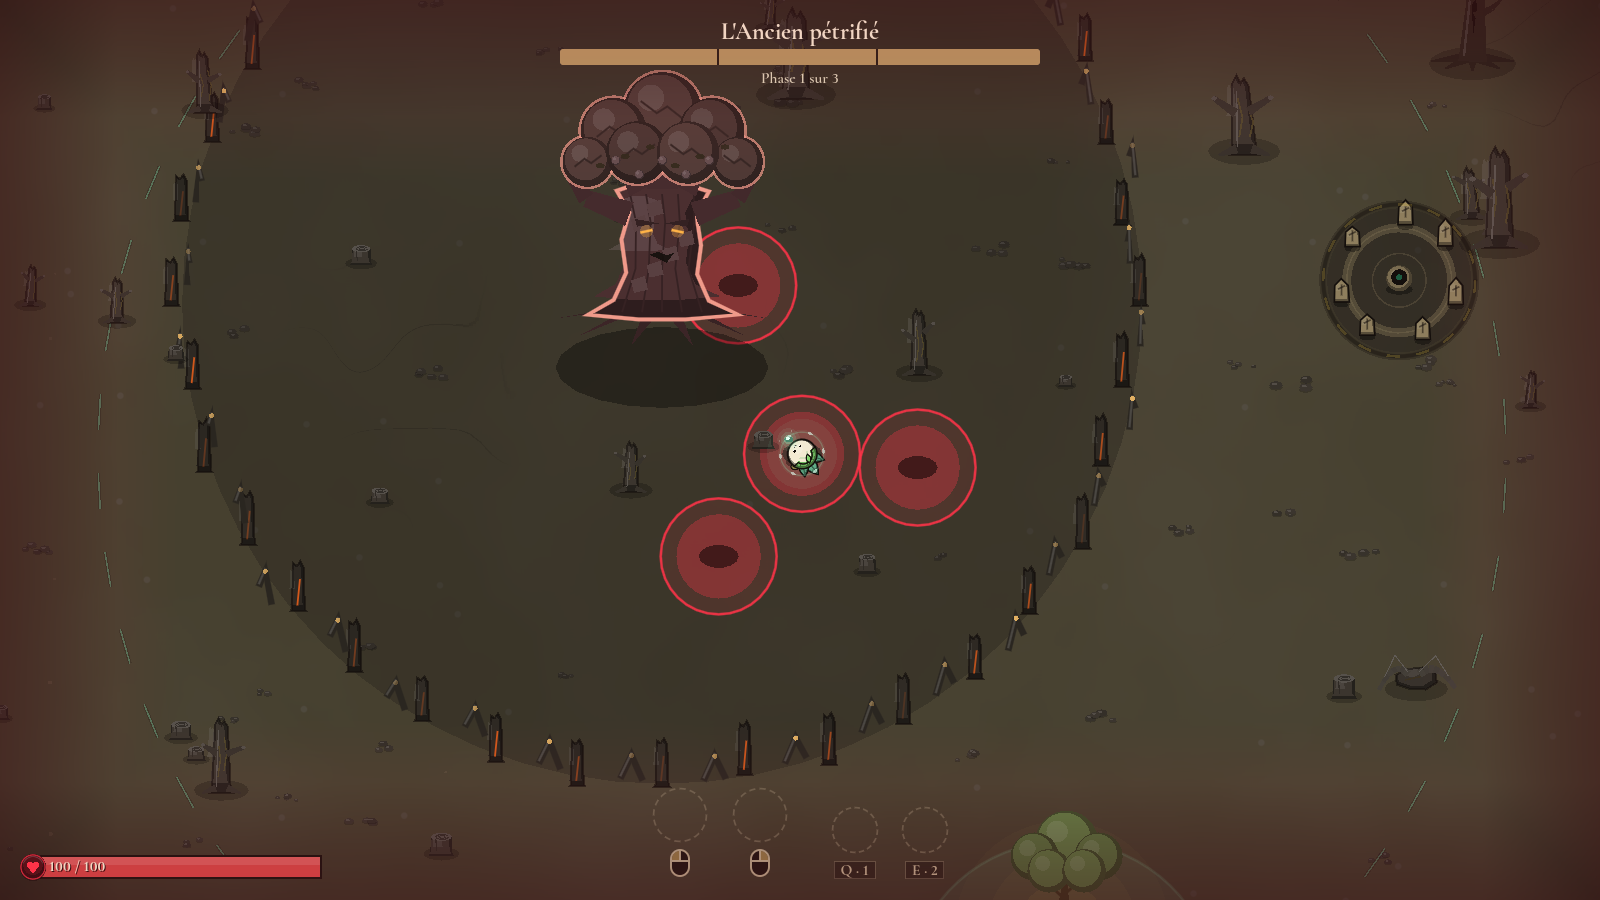 L'Ancien pétrifié
Phase 1 sur 3
100 / 100
Q · 1
E · 2